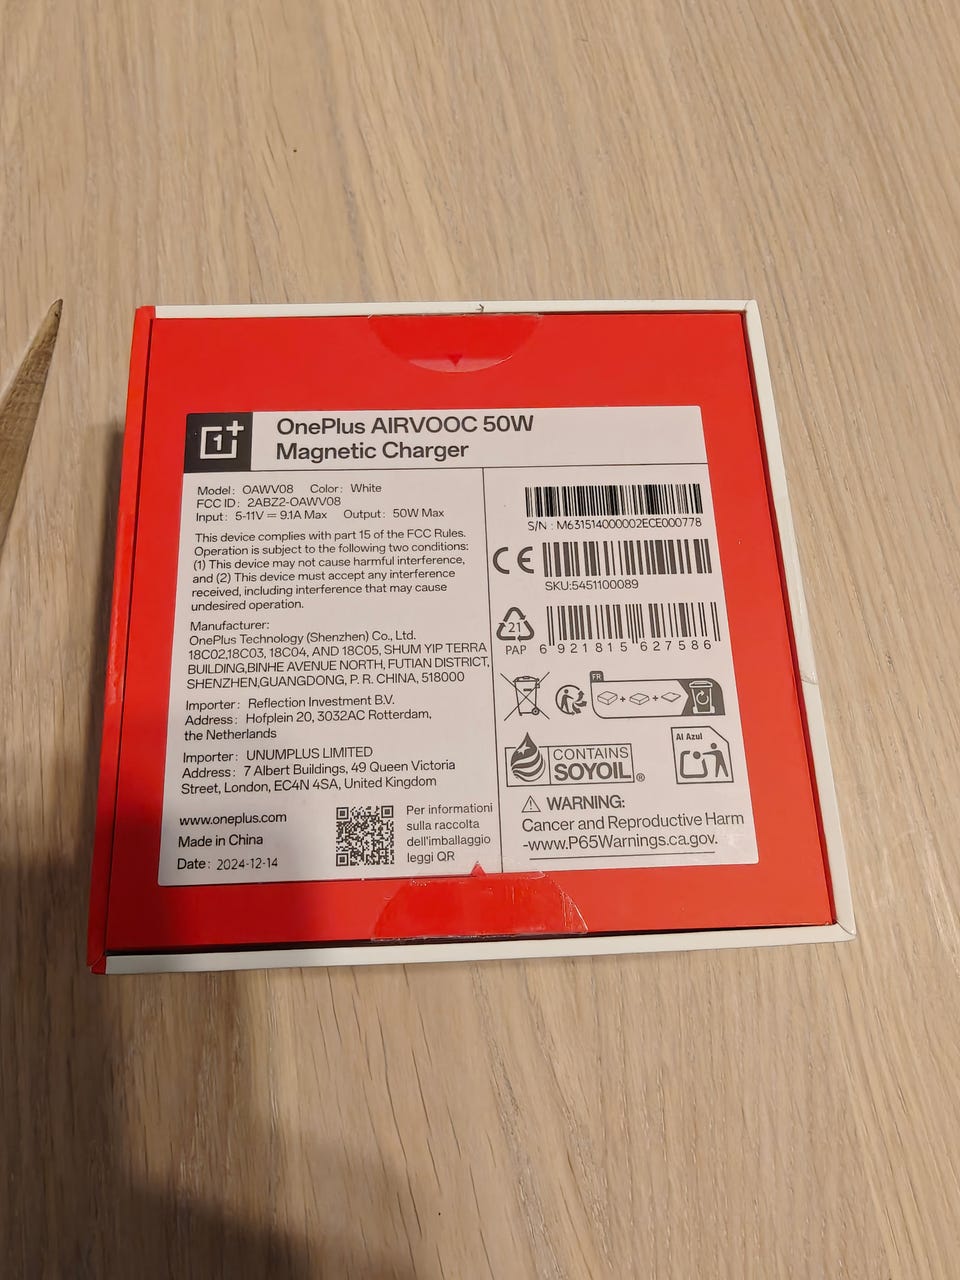 1+
OnePlus AIRVOOC 50W
Magnetic Charger
Model: OAWV08 Color: White
FCC ID: 2ABZ2-OAWV08
Input: 5-11V ⎓ 9.1A Max Output: 50W Max
This device complies with part 15 of the FCC Rules.
Operation is subject to the following two conditions:
(1) This device may not cause harmful interference,
and (2) This device must accept any interference
received, including interference that may cause
undesired operation.
Manufacturer:
OnePlus Technology (Shenzhen) Co., Ltd.
18C02,18C03, 18C04, AND 18C05, SHUM YIP TERRA
BUILDING,BINHE AVENUE NORTH, FUTIAN DISTRICT,
SHENZHEN,GUANGDONG, P. R. CHINA, 518000
Importer: Reflection Investment B.V.
Address: Hofplein 20, 3032AC Rotterdam,
the Netherlands
Importer: UNUMPLUS LIMITED
Address: 7 Albert Buildings, 49 Queen Victoria
Street, London, EC4N 4SA, United Kingdom
www.oneplus.com
Made in China
Date: 2024-12-14
Per informazioni
sulla raccolta
dell'imballaggio
leggi QR
S/N : M631514000002ECE000778
CE
SKU:5451100089
21
PAP
6 921815 627586
FR
CONTAINS
SOYOIL®
Al Azul
WARNING:
Cancer and Reproductive Harm
-www.P65Warnings.ca.gov.